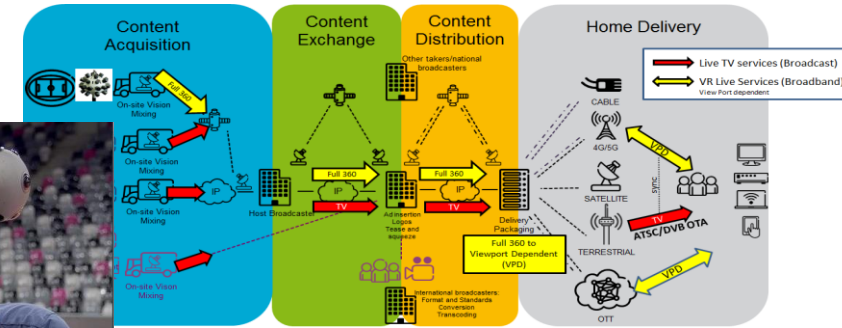 Content
Acquisition
Content
Exchange
Content
Distribution
Home Delivery
Live TV services (Broadcast)
VR Live Services (Broadband)
View Port dependent
Full 360
On-site Vision
Mixing
On-site Vision
Mixing
On-site Vision
Mixing
On-site Vision
Mixing
IP
Host Broadcaster
Full 360
IP
TV
Other takers/national
broadcasters
Ad insertion
Logos
Tease and
squeeze
Full 360
IP
TV
Delivery
Packaging
Full 360 to
Viewport Dependent
(VPD)
International broadcasters:
Format and Standards
Conversion
Transcoding
CABLE
4G/5G
SATELLITE
TERRESTRIAL
OTT
VPD
sync
TV
ATSC/DVB OTA
VPD